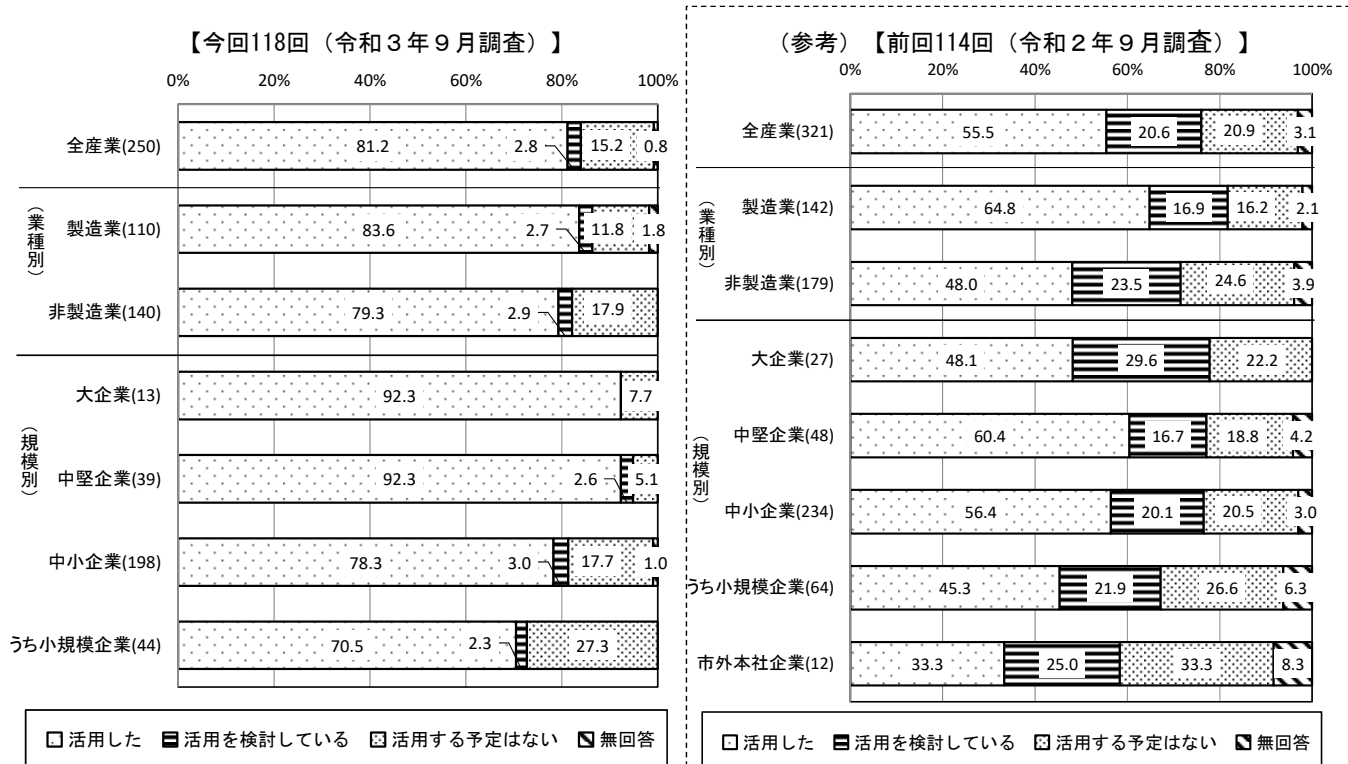 【今回118回（令和３年９月調査）】
0% 20% 40% 60% 80% 100%
全産業(250) 81.2 2.8 15.2 0.8
（業種別）
製造業(110) 83.6 2.7 11.8 1.8
非製造業(140) 79.3 2.9 17.9
（規模別）
大企業(13) 92.3 7.7
中堅企業(39) 92.3 2.6 5.1
中小企業(198) 78.3 3.0 17.7 1.0
うち小規模企業(44) 70.5 2.3 27.3
活用した 活用を検討している 活用する予定はない 無回答
（参考）【前回114回（令和２年９月調査）】
0% 20% 40% 60% 80% 100%
全産業(321) 55.5 20.6 20.9 3.1
（業種別）
製造業(142) 64.8 16.9 16.2 2.1
非製造業(179) 48.0 23.5 24.6 3.9
（規模別）
大企業(27) 48.1 29.6 22.2
中堅企業(48) 60.4 16.7 18.8 4.2
中小企業(234) 56.4 20.1 20.5 3.0
うち小規模企業(64) 45.3 21.9 26.6 6.3
市外本社企業(12) 33.3 25.0 33.3 8.3
活用した 活用を検討している 活用する予定はない 無回答